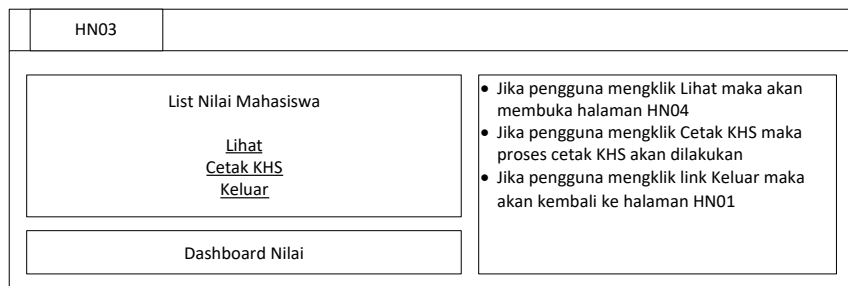 HN03
List Nilai Mahasiswa
Lihat
Cetak KHS
Keluar
Dashboard Nilai
• Jika pengguna mengklik Lihat maka akan
membuka halaman HN04
• Jika pengguna mengklik Cetak KHS maka
proses cetak KHS akan dilakukan
• Jika pengguna mengklik link Keluar maka
akan kembali ke halaman HN01